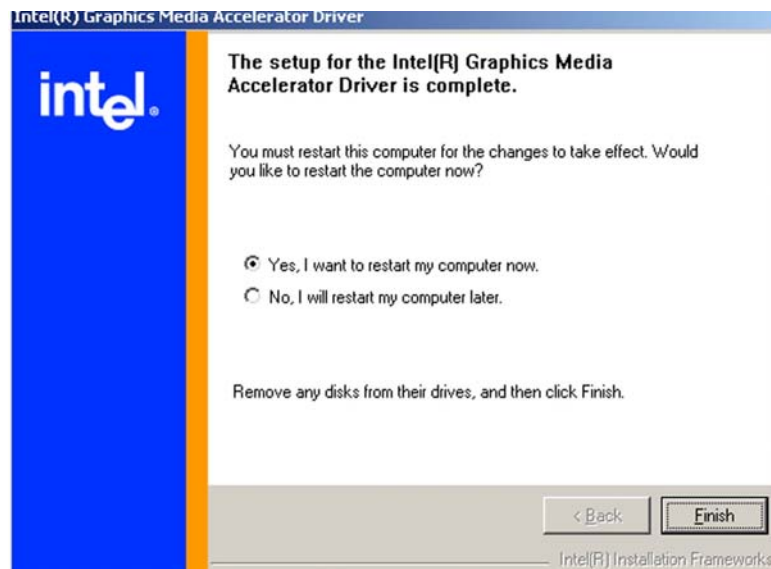 Intel(R) Graphics Media Accelerator Driver
intel®
The setup for the Intel(R) Graphics Media
Accelerator Driver is complete.
You must restart this computer for the changes to take effect. Would
you like to restart the computer now?
Yes, I want to restart my computer now.
No, I will restart my computer later.
Remove any disks from their drives, and then click Finish.
< Back
Finish
Intel(R) Installation Frameworks